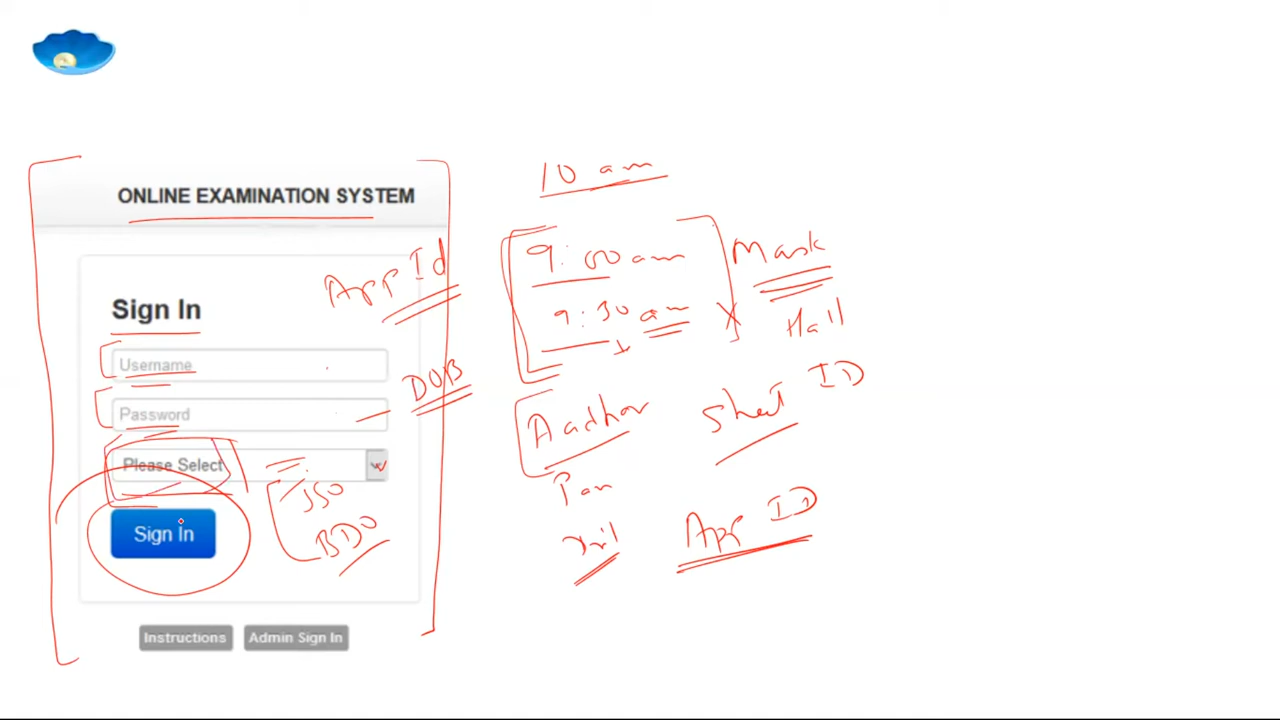 ONLINE EXAMINATION SYSTEM
Sign In
App Id
Username
DOB
Password
Please Select
JSO
BDO
Sign In
Instructions
Admin Sign In
10 am
9:00 am
9:30 am
Mask
Hall
Aadhar
Pan
Sheet ID
App ID